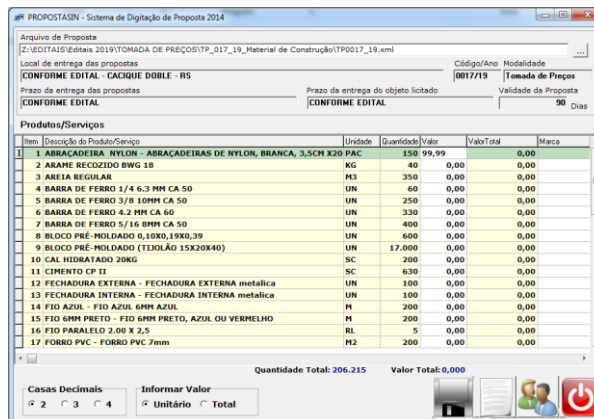 PROPOSTASIN - Sistema de Digitação de Proposta 2014
Arquivo de Proposta
Z:\EDITAIS\Editais 2019\TOMADA DE PREÇOS\TP_017_19_Material de Construção\TP0017_19.xml ...
Local de entrega das propostas Código/Ano Modalidade
CONFORME EDITAL - CACIQUE DOBLE - RS 0017/19 Tomada de Preços
Prazo da entrega das propostas Prazo da entrega do objeto licitado Validade da Proposta
CONFORME EDITAL CONFORME EDITAL 90 Dias
Produtos/Serviços
Item Descrição do Produto/Serviço Unidade Quantidade Valor ValorTotal Marca
1 ABRAÇADEIRA NYLON - ABRAÇADEIRAS DE NYLON, BRANCA, 3,5CM X20 PAC 150 99,99 0,00
2 ARAME RECOZIDO BWG 18 KG 40 0,00 0,00
3 AREIA REGULAR M3 350 0,00 0,00
4 BARRA DE FERRO 1/4 6.3 MM CA 50 UN 60 0,00 0,00
5 BARRA DE FERRO 3/8 10MM CA 50 UN 250 0,00 0,00
6 BARRA DE FERRO 4.2 MM CA 60 UN 330 0,00 0,00
7 BARRA DE FERRO 5/16 8MM CA 50 UN 400 0,00 0,00
8 BLOCO PRÉ-MOLDADO 0,10X0,19X0,39 UN 600 0,00 0,00
9 BLOCO PRÉ-MOLDADO (TIJOLÃO 15X20X40) UN 17.000 0,00 0,00
10 CAL HIDRATADO 20KG SC 200 0,00 0,00
11 CIMENTO CP II SC 630 0,00 0,00
12 FECHADURA EXTERNA - FECHADURA EXTERNA metalica UN 100 0,00 0,00
13 FECHADURA INTERNA - FECHADURA INTERNA metalica UN 100 0,00 0,00
14 FIO AZUL - FIO AZUL 6MM AZUL M 200 0,00 0,00
15 FIO 6MM PRETO - FIO 6MM PRETO, AZUL OU VERMELHO M 200 0,00 0,00
16 FIO PARALELO 2.00 X 2,5 RL 5 0,00 0,00
17 FORRO PVC - FORRO PVC 7mm M2 200 0,00 0,00
Quantidade Total: 206.215 Valor Total: 0,000
Casas Decimais Informar Valor
2 3 4 Unitário Total